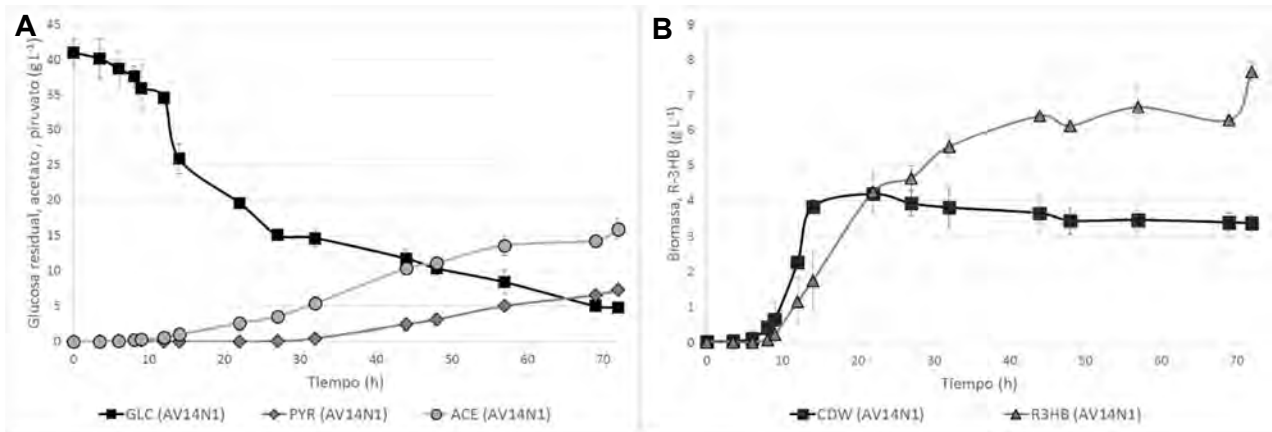 A
Glucosa residual, acetato , piruvato (g L⁻¹)
45
40
35
30
25
20
15
10
5
0
0 10 20 30 40 50 60 70
Tiempo (h)
GLC (AV14N1) PYR (AV14N1) ACE (AV14N1)
B
Biomasa, R-3HB (g L⁻¹)
9
8
7
6
5
4
3
2
1
0
0 10 20 30 40 50 60 70
Tiempo (h)
CDW (AV14N1) R3HB (AV14N1)